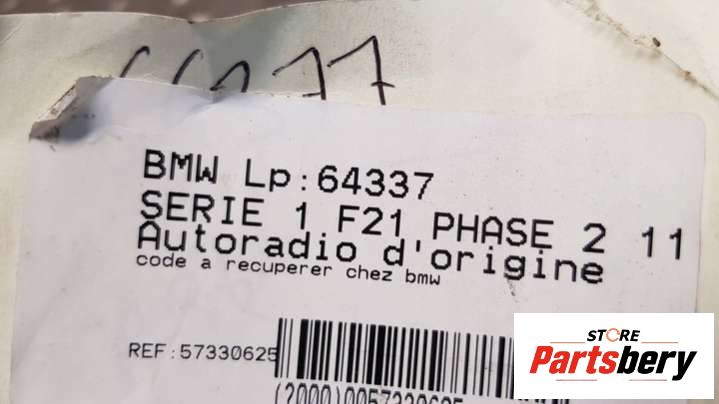 BMW Lp:64337
SERIE 1 F21 PHASE 2 11
Autoradio d'origine
code a recuperer chez bmw
REF:57330625
STORE
Partsbery